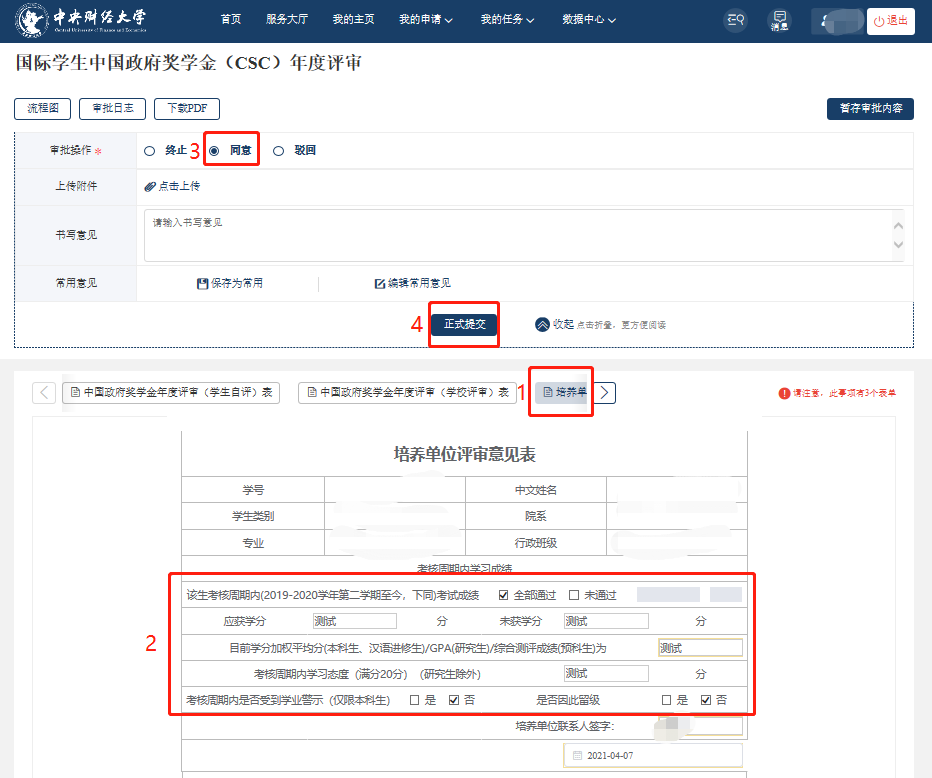 中央财经大学
Central University of Finance and Economics
首页 服务大厅 我的主页 我的申请 我的任务 数据中心 消息 退出
国际学生中国政府奖学金（CSC）年度评审
流程图 审批日志 下载PDF 暂存审批内容
审批操作 * 终止 3 同意 驳回
上传附件 点击上传
书写意见 请输入书写意见
常用意见 保存为常用 编辑常用意见
4 正式提交 收起 点击折叠，更方便阅读
中国政府奖学金年度评审（学生自评）表 中国政府奖学金年度评审（学校评审）表 1 培养单 请注意，此事项有3个表单
培养单位评审意见表
学号 中文姓名
学生类别 院系
专业 行政班级
考核周期内学习成绩
该生考核周期内(2019-2020学年第二学期至今，下同)考试成绩 全部通过 未通过
应获学分 测试 分 未获学分 测试 分
2
目前学分加权平均分(本科生、汉语进修生)/GPA(研究生)/综合测评成绩(预科生)为 测试
考核周期内学习态度（满分20分）（研究生除外） 测试 分
考核周期内是否受到学业警示（仅限本科生） 是 否 是否因此留级 是 否
培养单位联系人签字：
2021-04-07